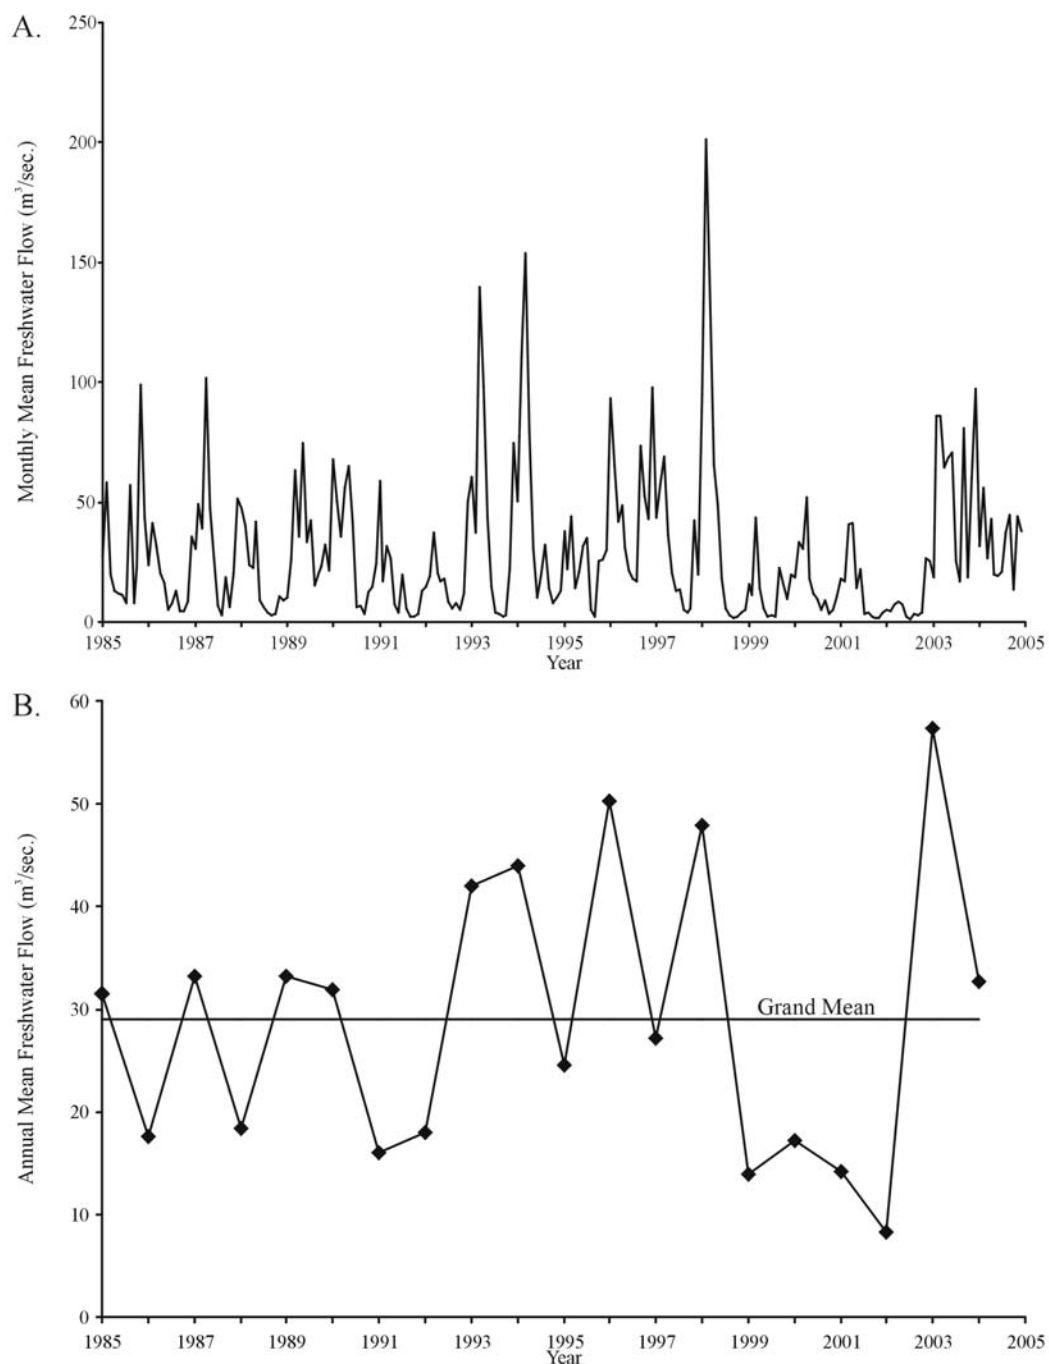 A.
Monthly Mean Freshwater Flow (m³/sec.)
250
200
150
100
50
0
1985 1987 1989 1991 1993 1995 1997 1999 2001 2003 2005
Year
B.
Annual Mean Freshwater Flow (m³/sec.)
60
50
40
30
20
10
0
Grand Mean
1985 1987 1989 1991 1993 1995 1997 1999 2001 2003 2005
Year